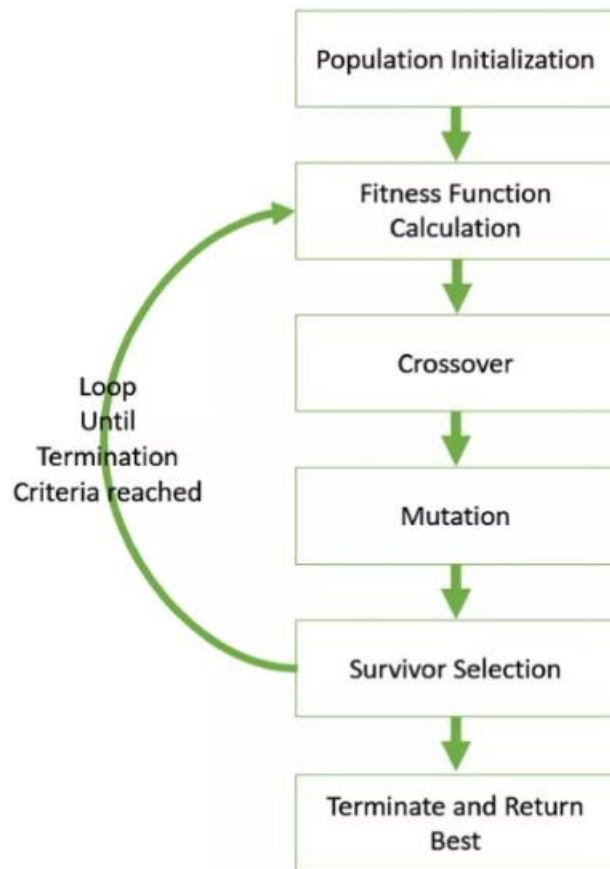 Population Initialization
Fitness Function
Calculation
Crossover
Loop
Until
Termination
Criteria reached
Mutation
Survivor Selection
Terminate and Return
Best